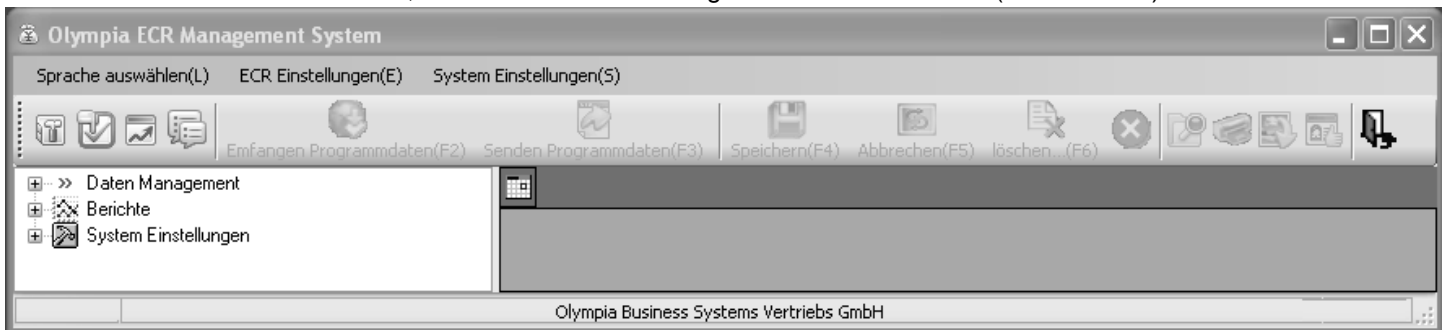 Olympia ECR Management System
Sprache auswählen(L) ECR Einstellungen(E) System Einstellungen(S)
Emfangen Programmdaten(F2) Senden Programmdaten(F3) Speichern(F4) Abbrechen(F5) löschen...(F6)
Daten Management
Berichte
System Einstellungen
Olympia Business Systems Vertriebs GmbH